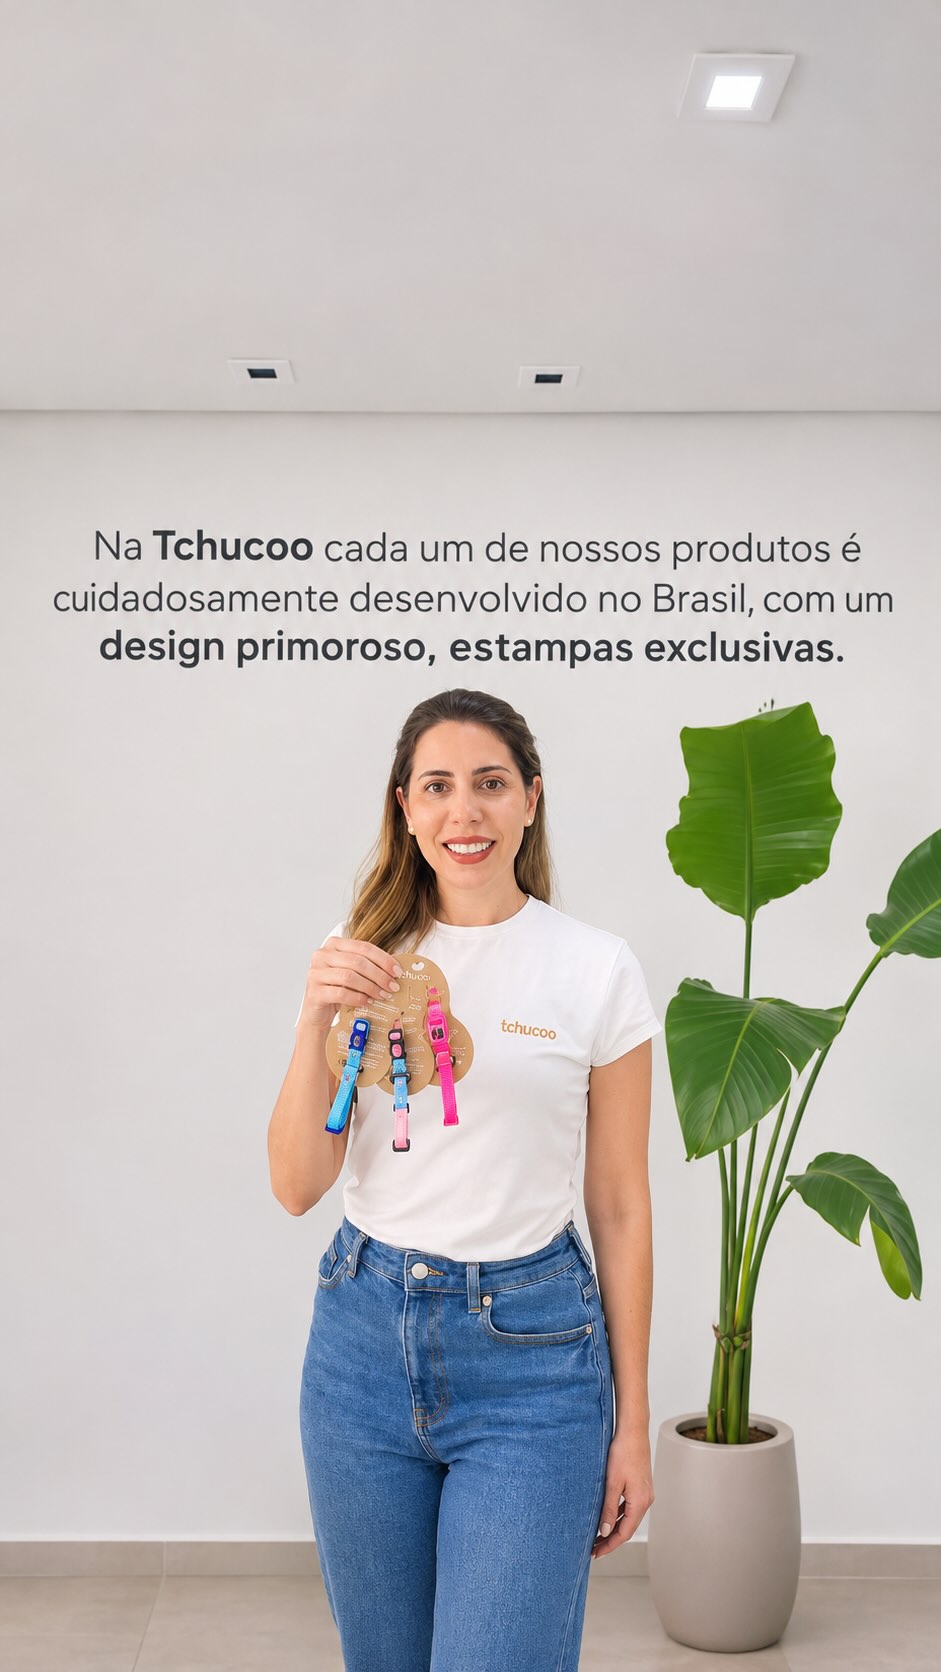 Na Tchucoo cada um de nossos produtos é
cuidadosamente desenvolvido no Brasil, com um
design primoroso, estampas exclusivas.
tchucoo